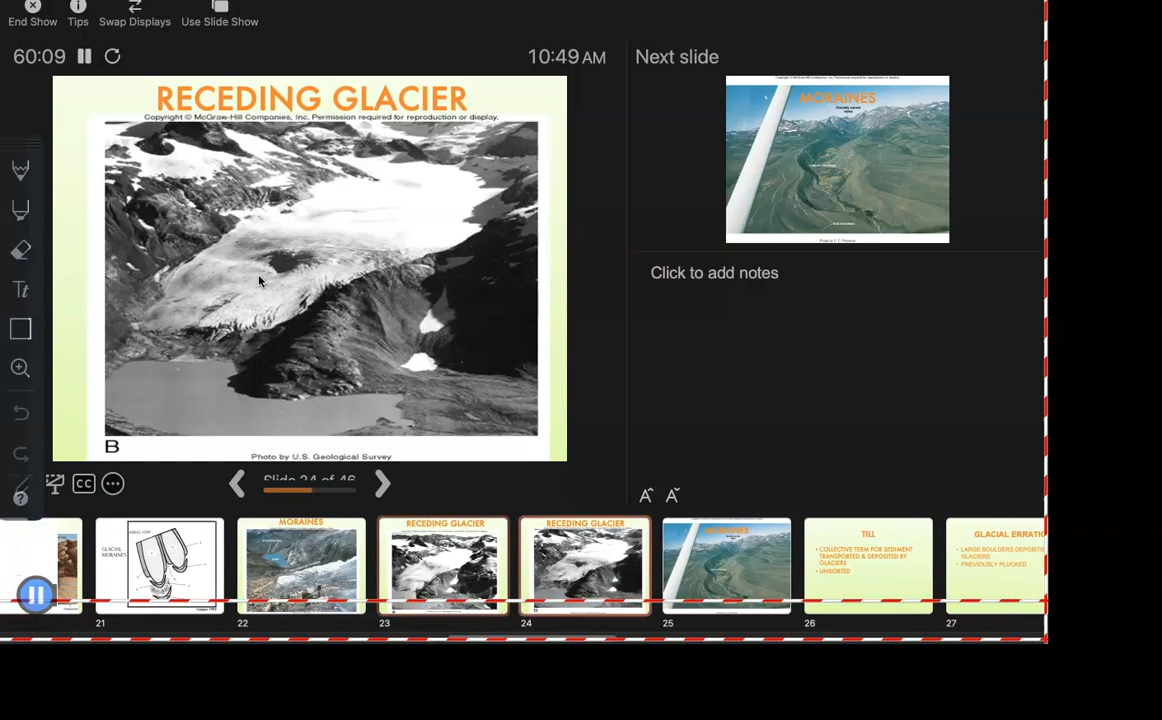 End Show Tips Swap Displays Use Slide Show
60:09 10:49 AM Next slide
RECEDING GLACIER
Copyright © McGraw-Hill Companies, Inc. Permission required for reproduction or display.
B
Photo by U.S. Geological Survey
MORAINES
Click to add notes
Tt
CC
Slide 24 of 46
A A
GLACIAL
MORAINES
MORAINES
RECEDING GLACIER
RECEDING GLACIER
MORAINES
TILL
• COLLECTIVE TERM FOR SEDIMENT
TRANSPORTED & DEPOSITED BY
GLACIERS
• UNSORTED
GLACIAL ERRATI
• LARGE BOULDERS DEPOSIT
GLACIERS
• PREVIOUSLY PLUCKED
21 22 23 24 25 26 27